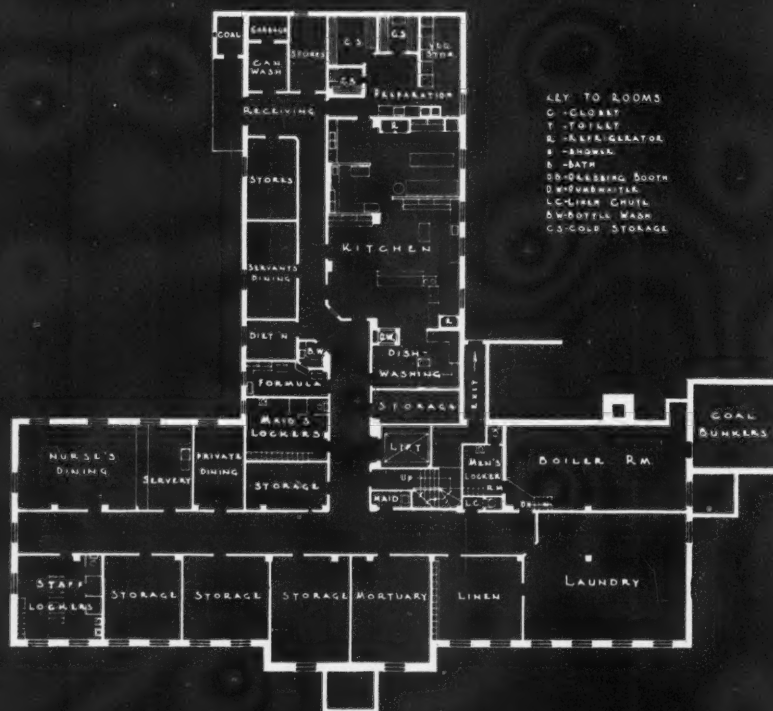 COAL
GARBAGE
CAN
WASH
STORES
C S
C.S
C.S.
VEG
STOR
PREPARATION
RECEIVING
R
KEY TO ROOMS
C - CLOSET
T - TOILET
R - REFRIGERATOR
S - SHOWER
B - BATH
DB - DRESSING BOOTH
D.W - DUMBWAITER
LC - LINEN CHUTE
B W - BOTTLE WASH
C S - COLD STORAGE
STORES
KITCHEN
SERVANTS
DINING
R
DIET 'N
B.W
D.W.
DISH-
WASHING
EXIT
FORMULA
STORAGE
MAID'S
LOCKERS
COAL
BUNKERS
NURSE'S
DINING
SERVERY
PRIVATE
DINING
STORAGE
LIFT
UP
MAID
MEN'S
LOCKER
RM
L C
BOILER RM
DN
STAFF
LOCKERS
STORAGE
STORAGE
STORAGE
MORTUARY
LINEN
LAUNDRY